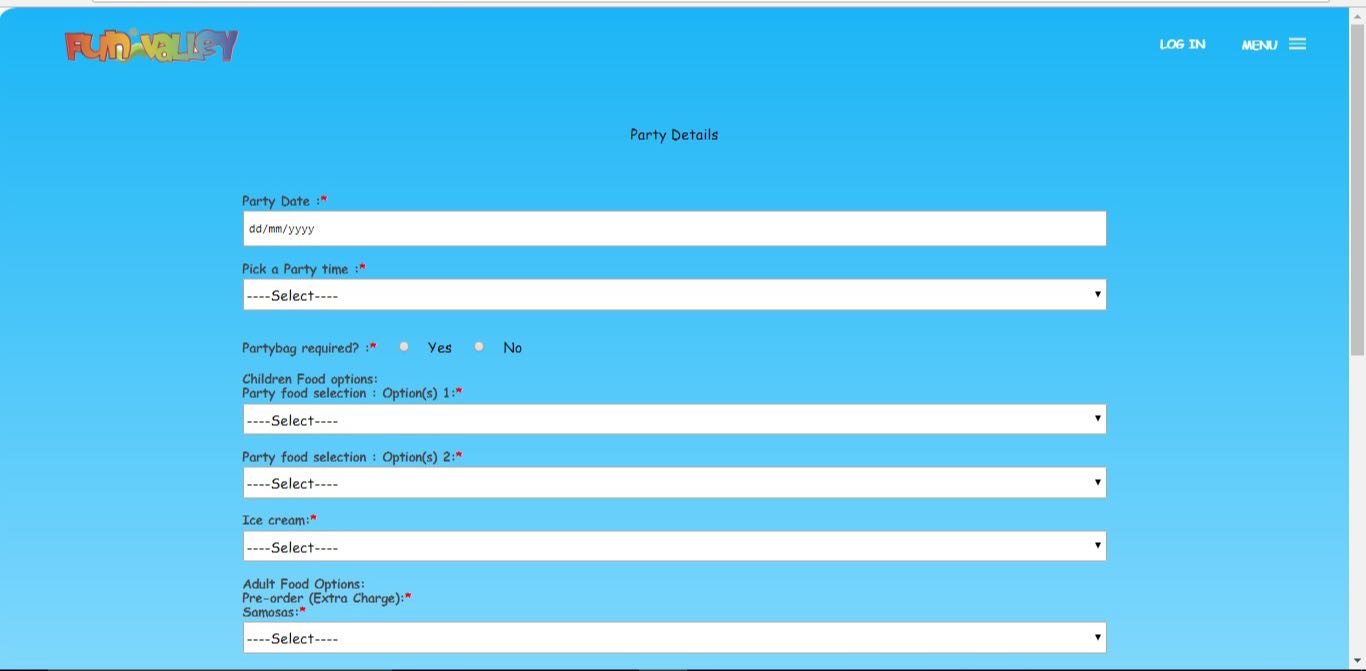 FUN VALLEY
LOG IN
MENU
Party Details
Party Date :*
dd/mm/yyyy
Pick a Party time :*
----Select----
Partybag required? :* Yes No
Children Food options:
Party food selection : Option(s) 1:*
----Select----
Party food selection : Option(s) 2:*
----Select----
Ice cream:*
----Select----
Adult Food Options:
Pre-order (Extra Charge):*
Samosas:*
----Select----